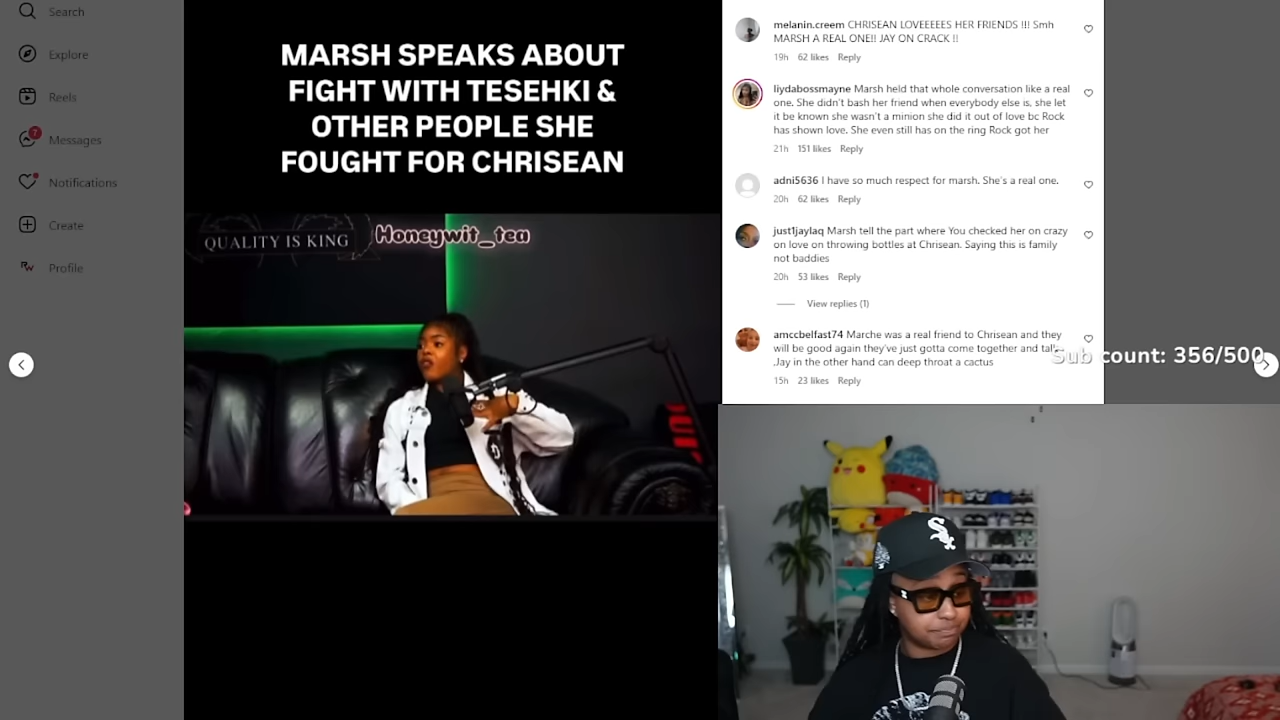 Search
Explore
Reels
7
Messages
Notifications
Create
Profile
MARSH SPEAKS ABOUT
FIGHT WITH TESEHKI &
OTHER PEOPLE SHE
FOUGHT FOR CHRISEAN
QUALITY IS KING
Honeywit_tea
melanin.creem CHRISEAN LOVEEEEES HER FRIENDS !!! Smh
MARSH A REAL ONE!! JAY ON CRACK !!
19h 62 likes Reply
liydabossmayne Marsh held that whole conversation like a real
one. She didn't bash her friend when everybody else is, she let
it be known she wasn't a minion she did it out of love bc Rock
has shown love. She even still has on the ring Rock got her
21h 151 likes Reply
adni5636 I have so much respect for marsh. She's a real one.
20h 62 likes Reply
just1jaylaq Marsh tell the part where You checked her on crazy
on love on throwing bottles at Chrisean. Saying this is family
not baddies
20h 53 likes Reply
View replies (1)
amccbelfast74 Marche was a real friend to Chrisean and they
will be good again they've just gotta come together and talk
.Jay in the other hand can deep throat a cactus
15h 23 likes Reply
Sub count: 356/500
Sox